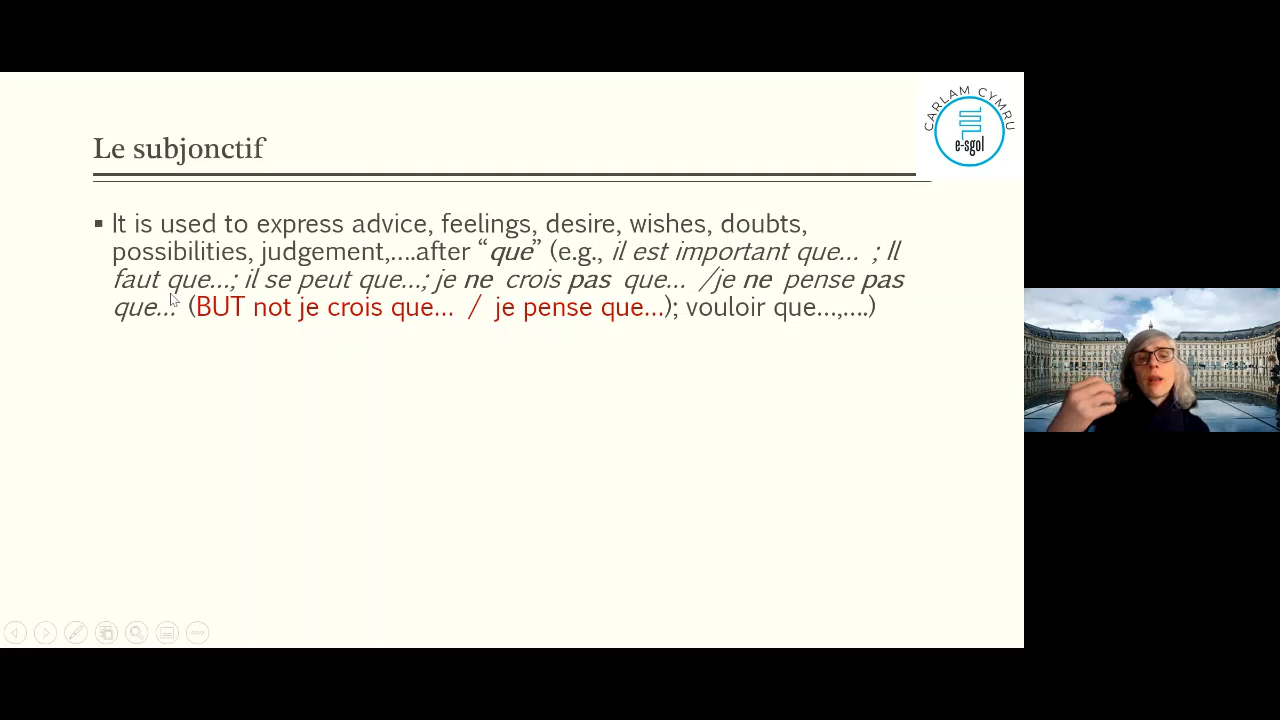 CARLAM CYMRU
e-sgol
Le subjonctif
▪ It is used to express advice, feelings, desire, wishes, doubts,
possibilities, judgement,....after “que” (e.g., il est important que... ; Il
faut que...; il se peut que...; je ne crois pas que... /je ne pense pas
que... (BUT not je crois que... / je pense que...); vouloir que...,....)